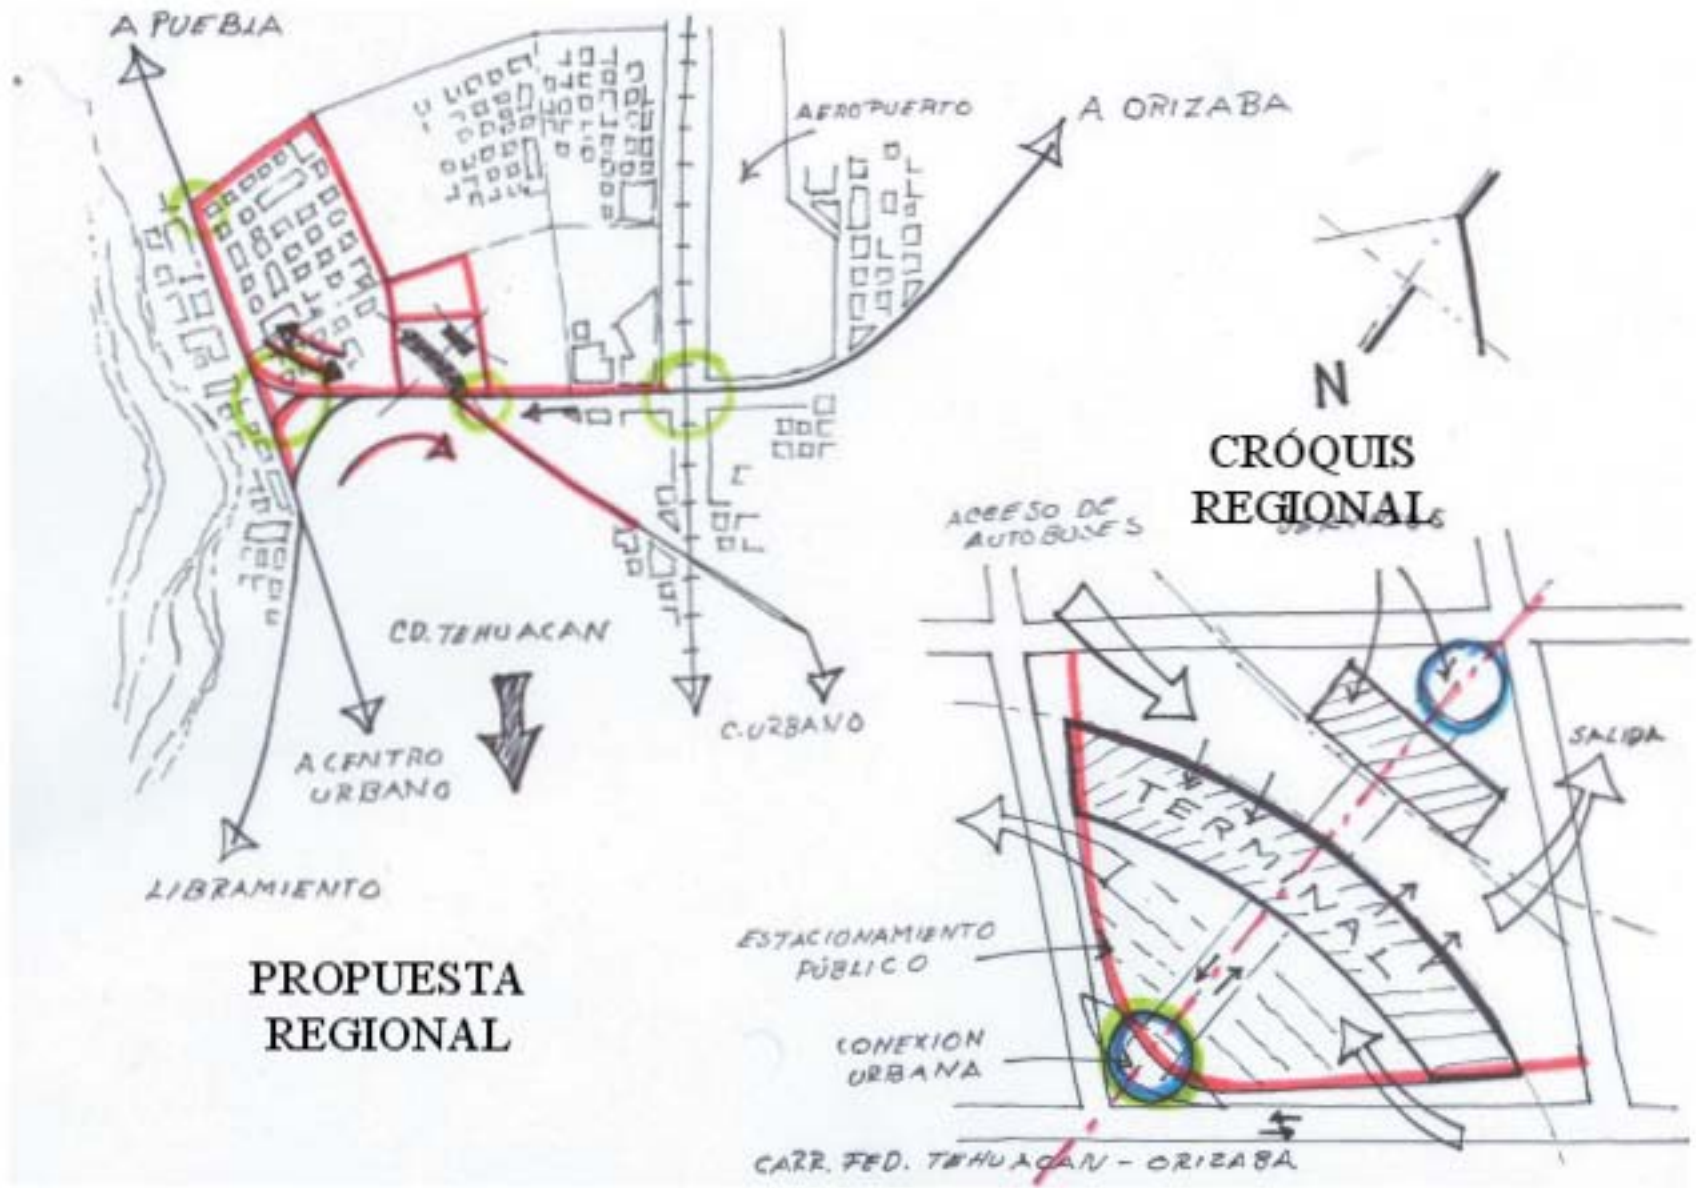 A PUEBLA
AEROPUERTO
A ORIZABA
N
CRÓQUIS
REGIONAL
CD. TEHUACAN
C. URBANO
A CENTRO
URBANO
LIBRAMIENTO
PROPUESTA
REGIONAL
ACCESO DE
AUTOBUSES
SALIDA
TERMINAL
ESTACIONAMIENTO
PÚBLICO
CONEXION
URBANA
CARR. FED. TEHUACAN - ORIZABA